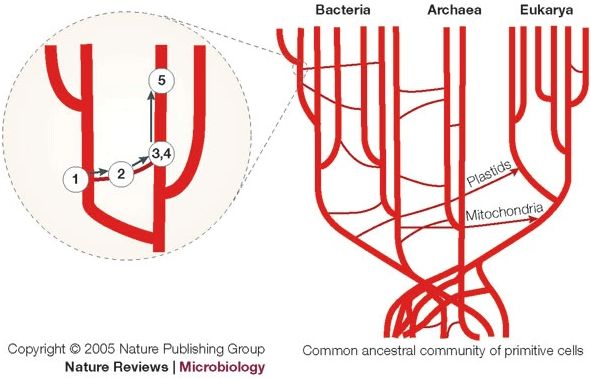 Bacteria Archaea Eukarya
5
3,4
1
2
Plastids
Mitochondria
Copyright © 2005 Nature Publishing Group
Nature Reviews | Microbiology
Common ancestral community of primitive cells